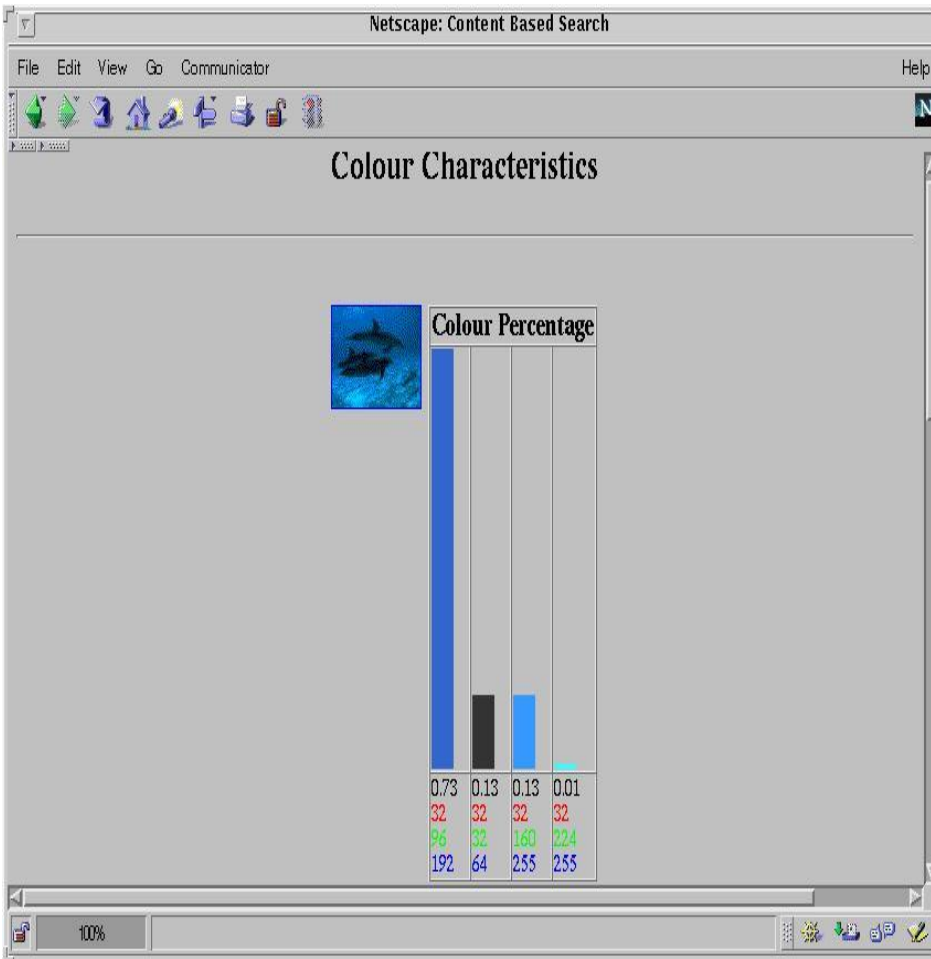 Netscape: Content Based Search
File Edit View Go Communicator Help
N
Colour Characteristics
Colour Percentage
0.73 0.13 0.13 0.01
32 32 32 32
96 32 160 224
192 64 255 255
100%